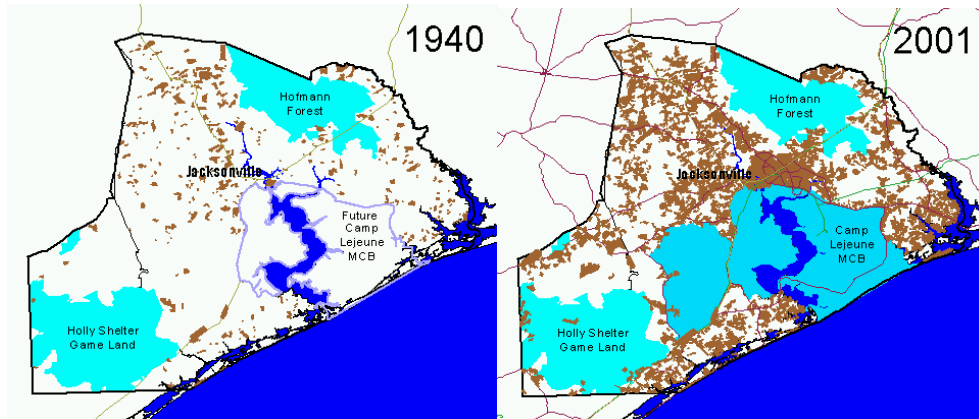 1940
Hofmann
Forest
Jacksonville
Future
Camp
Lejeune
MCB
Holly Shelter
Game Land
2001
Hofmann
Forest
Jacksonville
Camp
Lejeune
MCB
Holly Shelter
Game Land